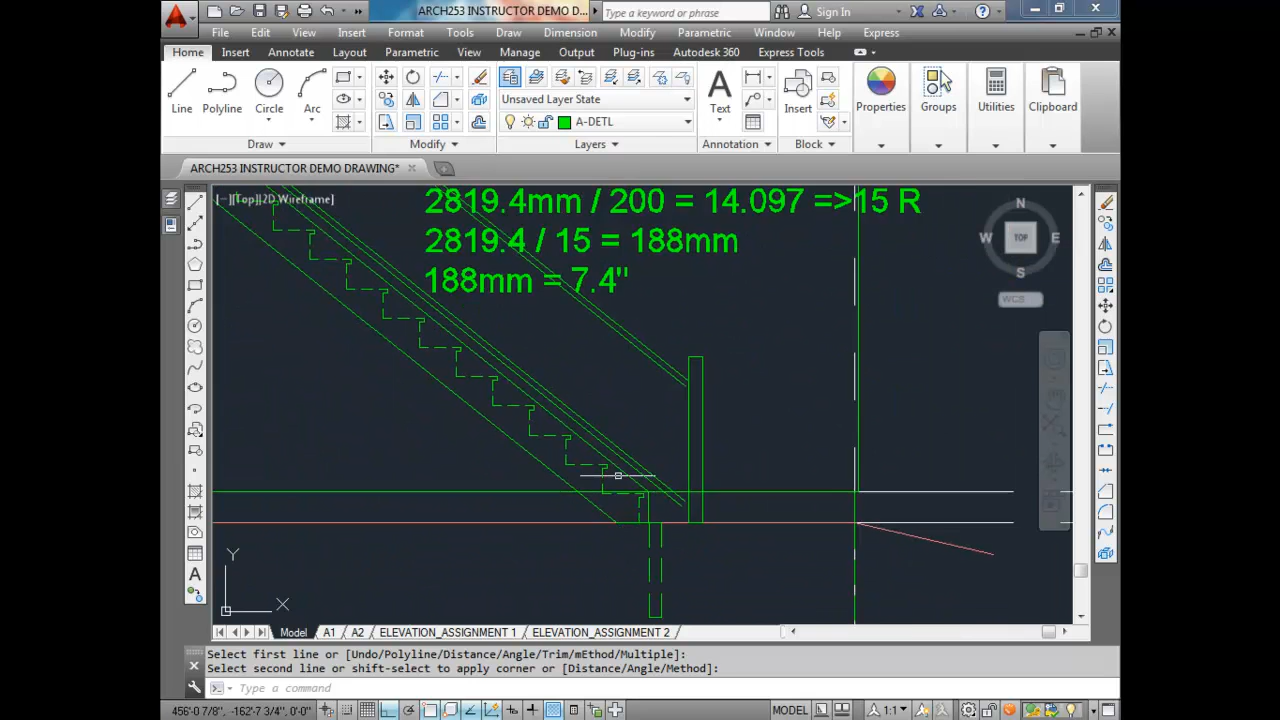 ARCH253 INSTRUCTOR DEMO D...
Type a keyword or phrase
Sign In
File Edit View Insert Format Tools Draw Dimension Modify Parametric Window Help Express
Home Insert Annotate Layout Parametric View Manage Output Plug-ins Autodesk 360 Express Tools
Line Polyline Circle Arc
Unsaved Layer State
A-DETL
Text Insert Properties Groups Utilities Clipboard
Draw Modify Layers Annotation Block
ARCH253 INSTRUCTOR DEMO DRAWING*
[−][Top][2D Wireframe]
2819.4mm / 200 = 14.097 =>15 R
2819.4 / 15 = 188mm
188mm = 7.4"
N
W TOP E
S
WCS
Y
X
Model A1 A2 ELEVATION_ASSIGNMENT 1 ELEVATION_ASSIGNMENT 2
Select first line or [Undo/Polyline/Distance/Angle/Trim/mEthod/Multiple]:
Select second line or shift-select to apply corner or [Distance/Angle/Method]:
Type a command
456'-0 7/8", -162'-7 3/4", 0'-0" MODEL 1:1